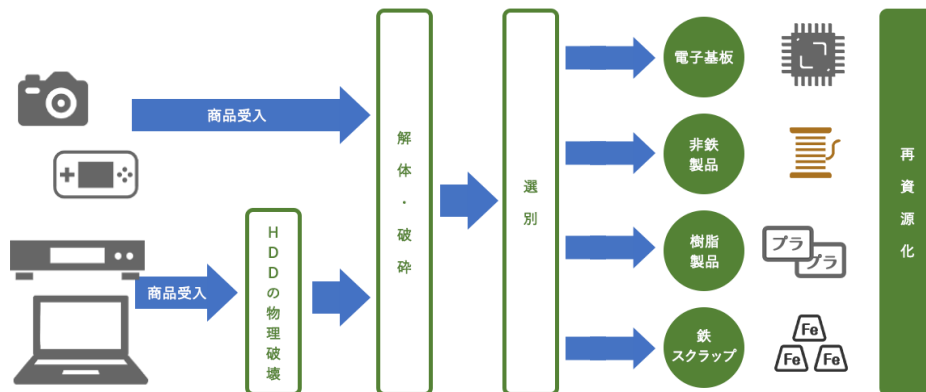 商品受入
商品受入
HDDの物理破壊
解体・破砕
選別
電子基板
非鉄
製品
樹脂
製品
プラ
プラ
鉄
スクラップ
Fe
Fe
Fe
再資源化